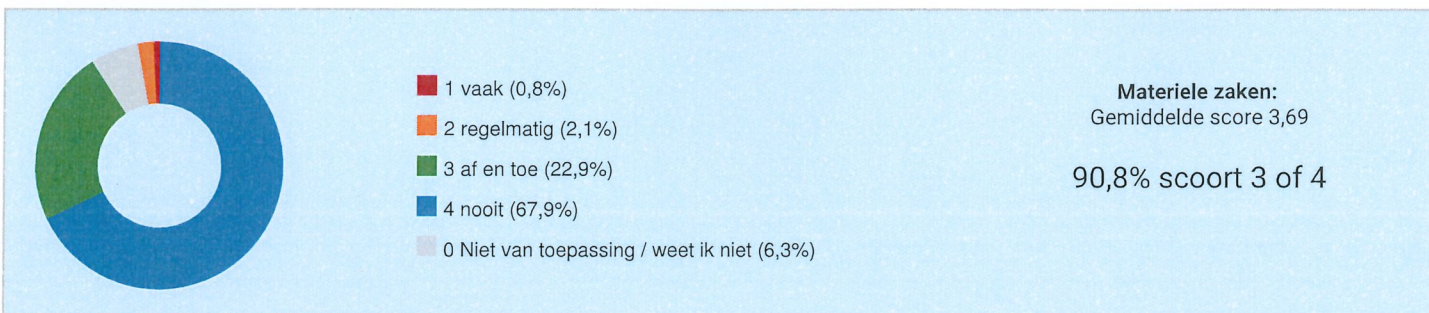 1 vaak (0,8%)
2 regelmatig (2,1%)
3 af en toe (22,9%)
4 nooit (67,9%)
0 Niet van toepassing / weet ik niet (6,3%)
Materiele zaken:
Gemiddelde score 3,69
90,8% scoort 3 of 4